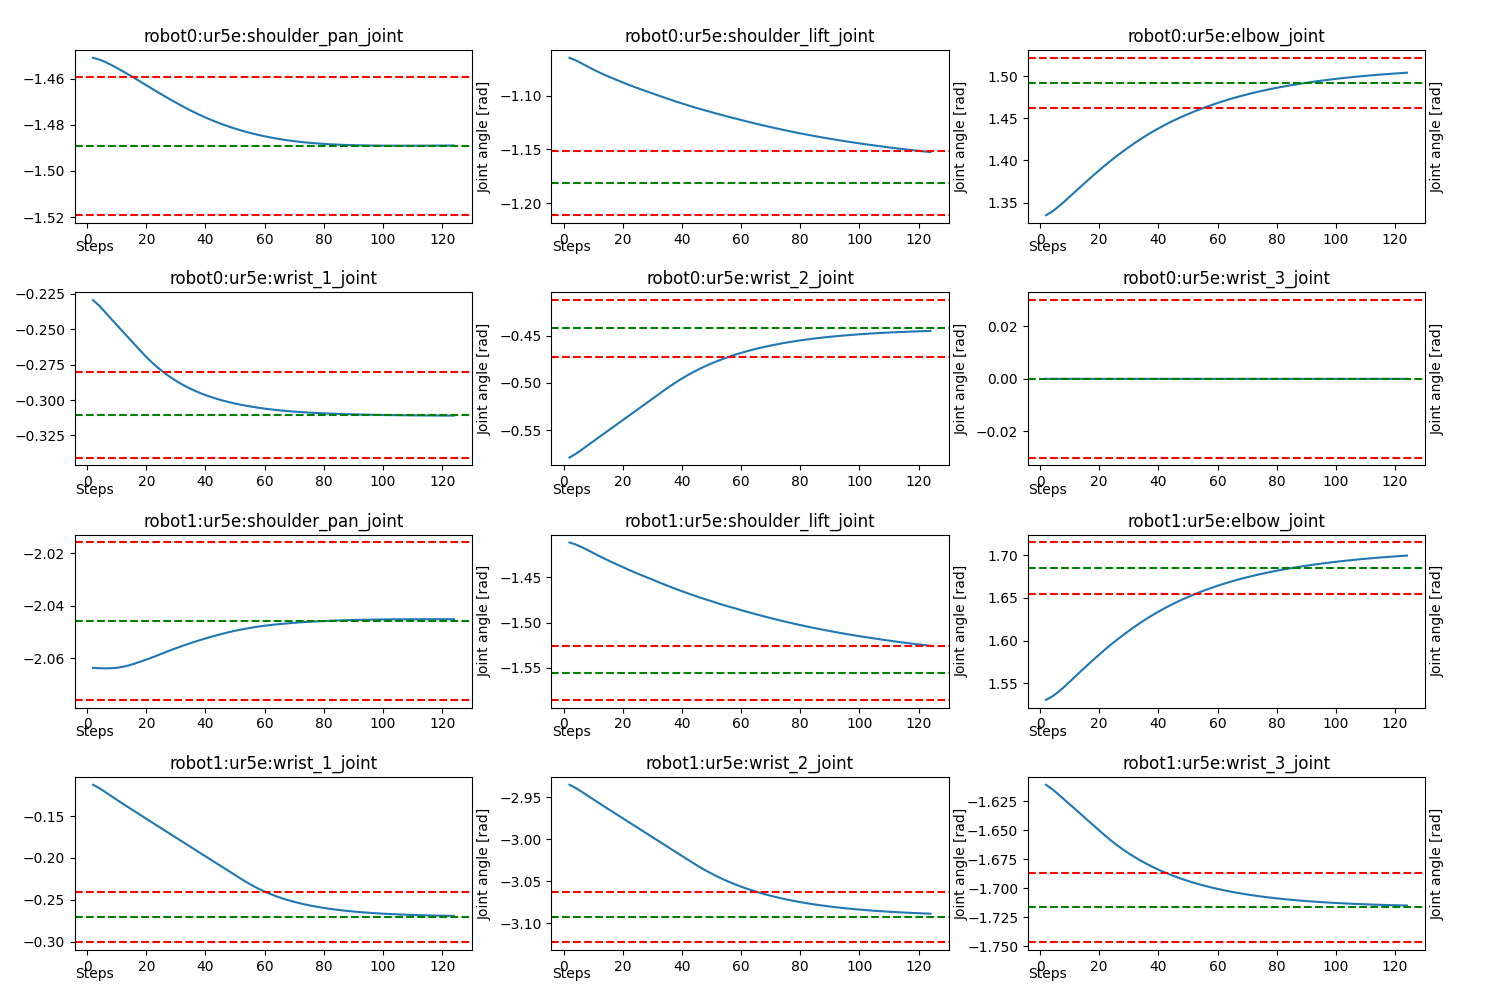 robot0:ur5e:shoulder_pan_joint
−1.46
−1.48
−1.50
−1.52
0 20 40 60 80 100 120
Steps
Joint angle [rad]
robot0:ur5e:shoulder_lift_joint
−1.10
−1.15
−1.20
0 20 40 60 80 100 120
Steps
Joint angle [rad]
robot0:ur5e:elbow_joint
1.50
1.45
1.40
1.35
0 20 40 60 80 100 120
Steps
Joint angle [rad]
robot0:ur5e:wrist_1_joint
−0.225
−0.250
−0.275
−0.300
−0.325
0 20 40 60 80 100 120
Steps
Joint angle [rad]
robot0:ur5e:wrist_2_joint
−0.45
−0.50
−0.55
0 20 40 60 80 100 120
Steps
Joint angle [rad]
robot0:ur5e:wrist_3_joint
0.02
0.00
−0.02
0 20 40 60 80 100 120
Steps
Joint angle [rad]
robot1:ur5e:shoulder_pan_joint
−2.02
−2.04
−2.06
0 20 40 60 80 100 120
Steps
Joint angle [rad]
robot1:ur5e:shoulder_lift_joint
−1.45
−1.50
−1.55
0 20 40 60 80 100 120
Steps
Joint angle [rad]
robot1:ur5e:elbow_joint
1.70
1.65
1.60
1.55
0 20 40 60 80 100 120
Steps
Joint angle [rad]
robot1:ur5e:wrist_1_joint
−0.15
−0.20
−0.25
−0.30
0 20 40 60 80 100 120
Steps
Joint angle [rad]
robot1:ur5e:wrist_2_joint
−2.95
−3.00
−3.05
−3.10
0 20 40 60 80 100 120
Steps
Joint angle [rad]
robot1:ur5e:wrist_3_joint
−1.625
−1.650
−1.675
−1.700
−1.725
−1.750
0 20 40 60 80 100 120
Steps
Joint angle [rad]